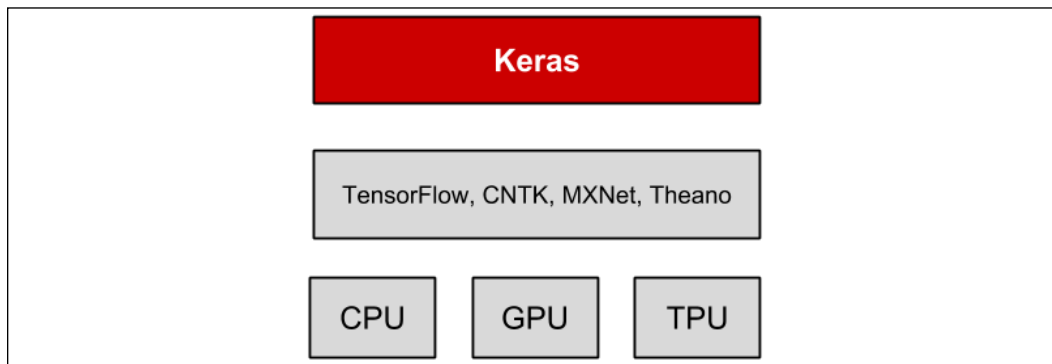 Keras
TensorFlow, CNTK, MXNet, Theano
CPU GPU TPU